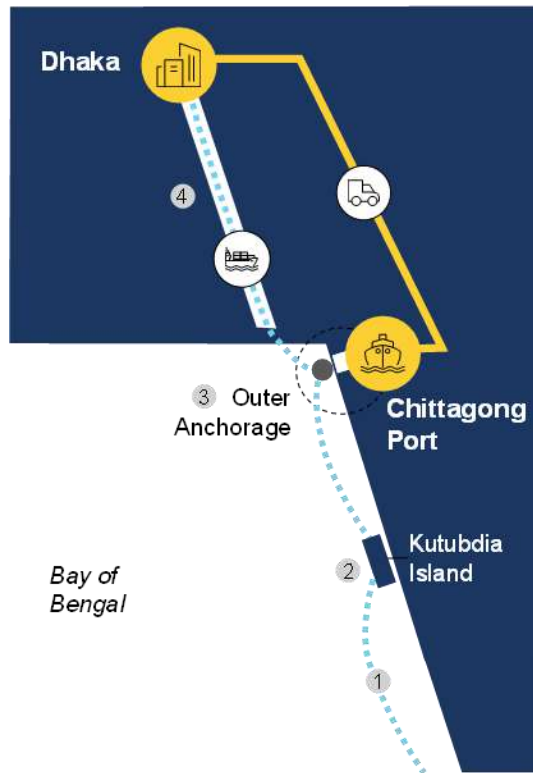 Dhaka
4
3 Outer
Anchorage
Chittagong
Port
Kutubdia
Island
2
Bay of
Bengal
1